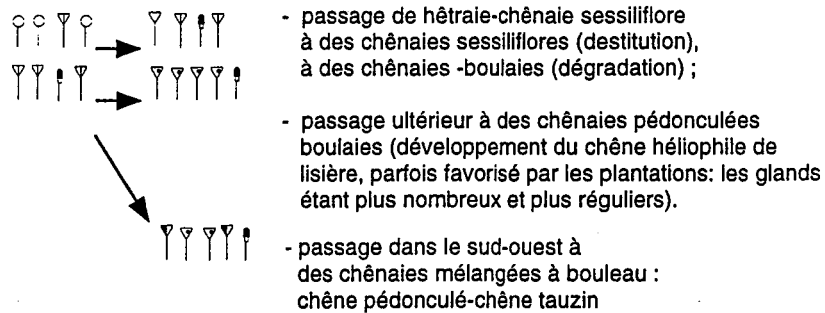 - passage de hêtraie-chênaie sessiliflore
à des chênaies sessiliflores (destitution),
à des chênaies -boulaies (dégradation) ;
- passage ultérieur à des chênaies pédonculées
boulaies (développement du chêne héliophile de
lisière, parfois favorisé par les plantations: les glands
étant plus nombreux et plus réguliers).
- passage dans le sud-ouest à
des chênaies mélangées à bouleau :
chêne pédonculé-chêne tauzin